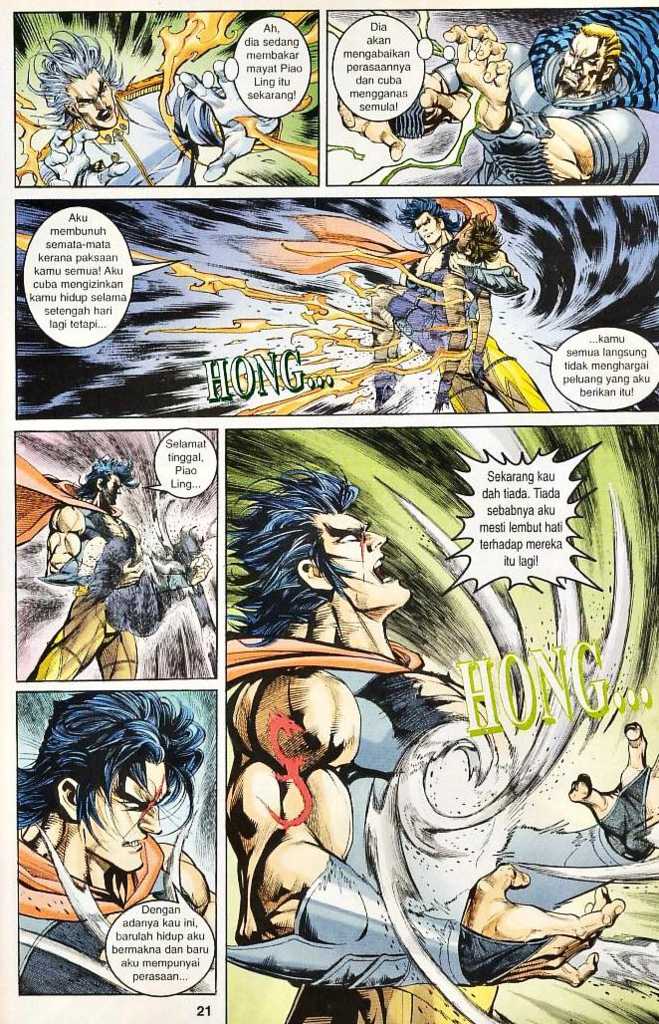 Ah,
dia sedang
membakar
mayat Piao
Ling itu
sekarang!
Dia
akan
mengabaikan
perasaannya
dan cuba
mengganas
semula!
Aku
membunuh
semata-mata
kerana paksaan
kamu semua! Aku
cuba mengizinkan
kamu hidup selama
setengah hari
lagi tetapi...
HONG...
...kamu
semua langsung
tidak menghargai
peluang yang aku
berikan itu!
Selamat
tinggal,
Piao
Ling...
Sekarang kau
dah tiada. Tiada
sebabnya aku
mesti lembut hati
terhadap mereka
itu lagi!
HONG...
Dengan
adanya kau ini,
barulah hidup aku
bermakna dan baru
aku mempunyai
perasaan...
21